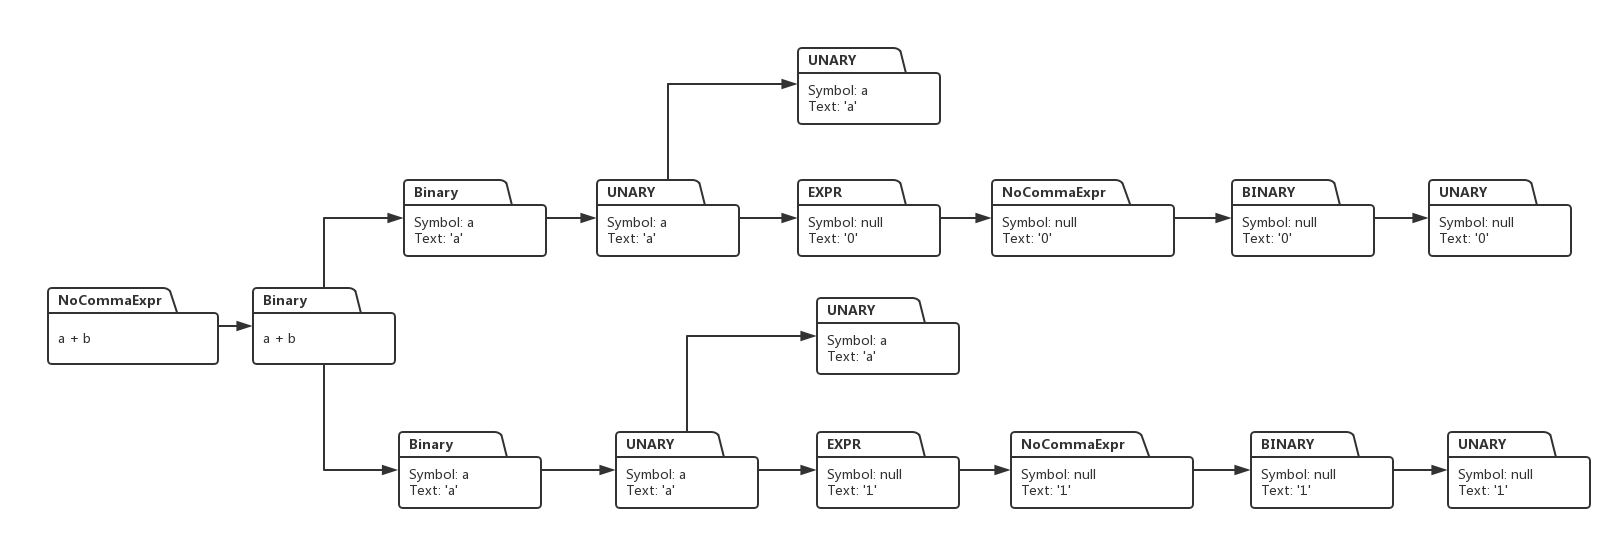 UNARY
Symbol: a
Text: 'a'
Binary
Symbol: a
Text: 'a'
UNARY
Symbol: a
Text: 'a'
EXPR
Symbol: null
Text: '0'
NoCommaExpr
Symbol: null
Text: '0'
BINARY
Symbol: null
Text: '0'
UNARY
Symbol: null
Text: '0'
NoCommaExpr
a + b
Binary
a + b
UNARY
Symbol: a
Text: 'a'
Binary
Symbol: a
Text: 'a'
UNARY
Symbol: a
Text: 'a'
EXPR
Symbol: null
Text: '1'
NoCommaExpr
Symbol: null
Text: '1'
BINARY
Symbol: null
Text: '1'
UNARY
Symbol: null
Text: '1'